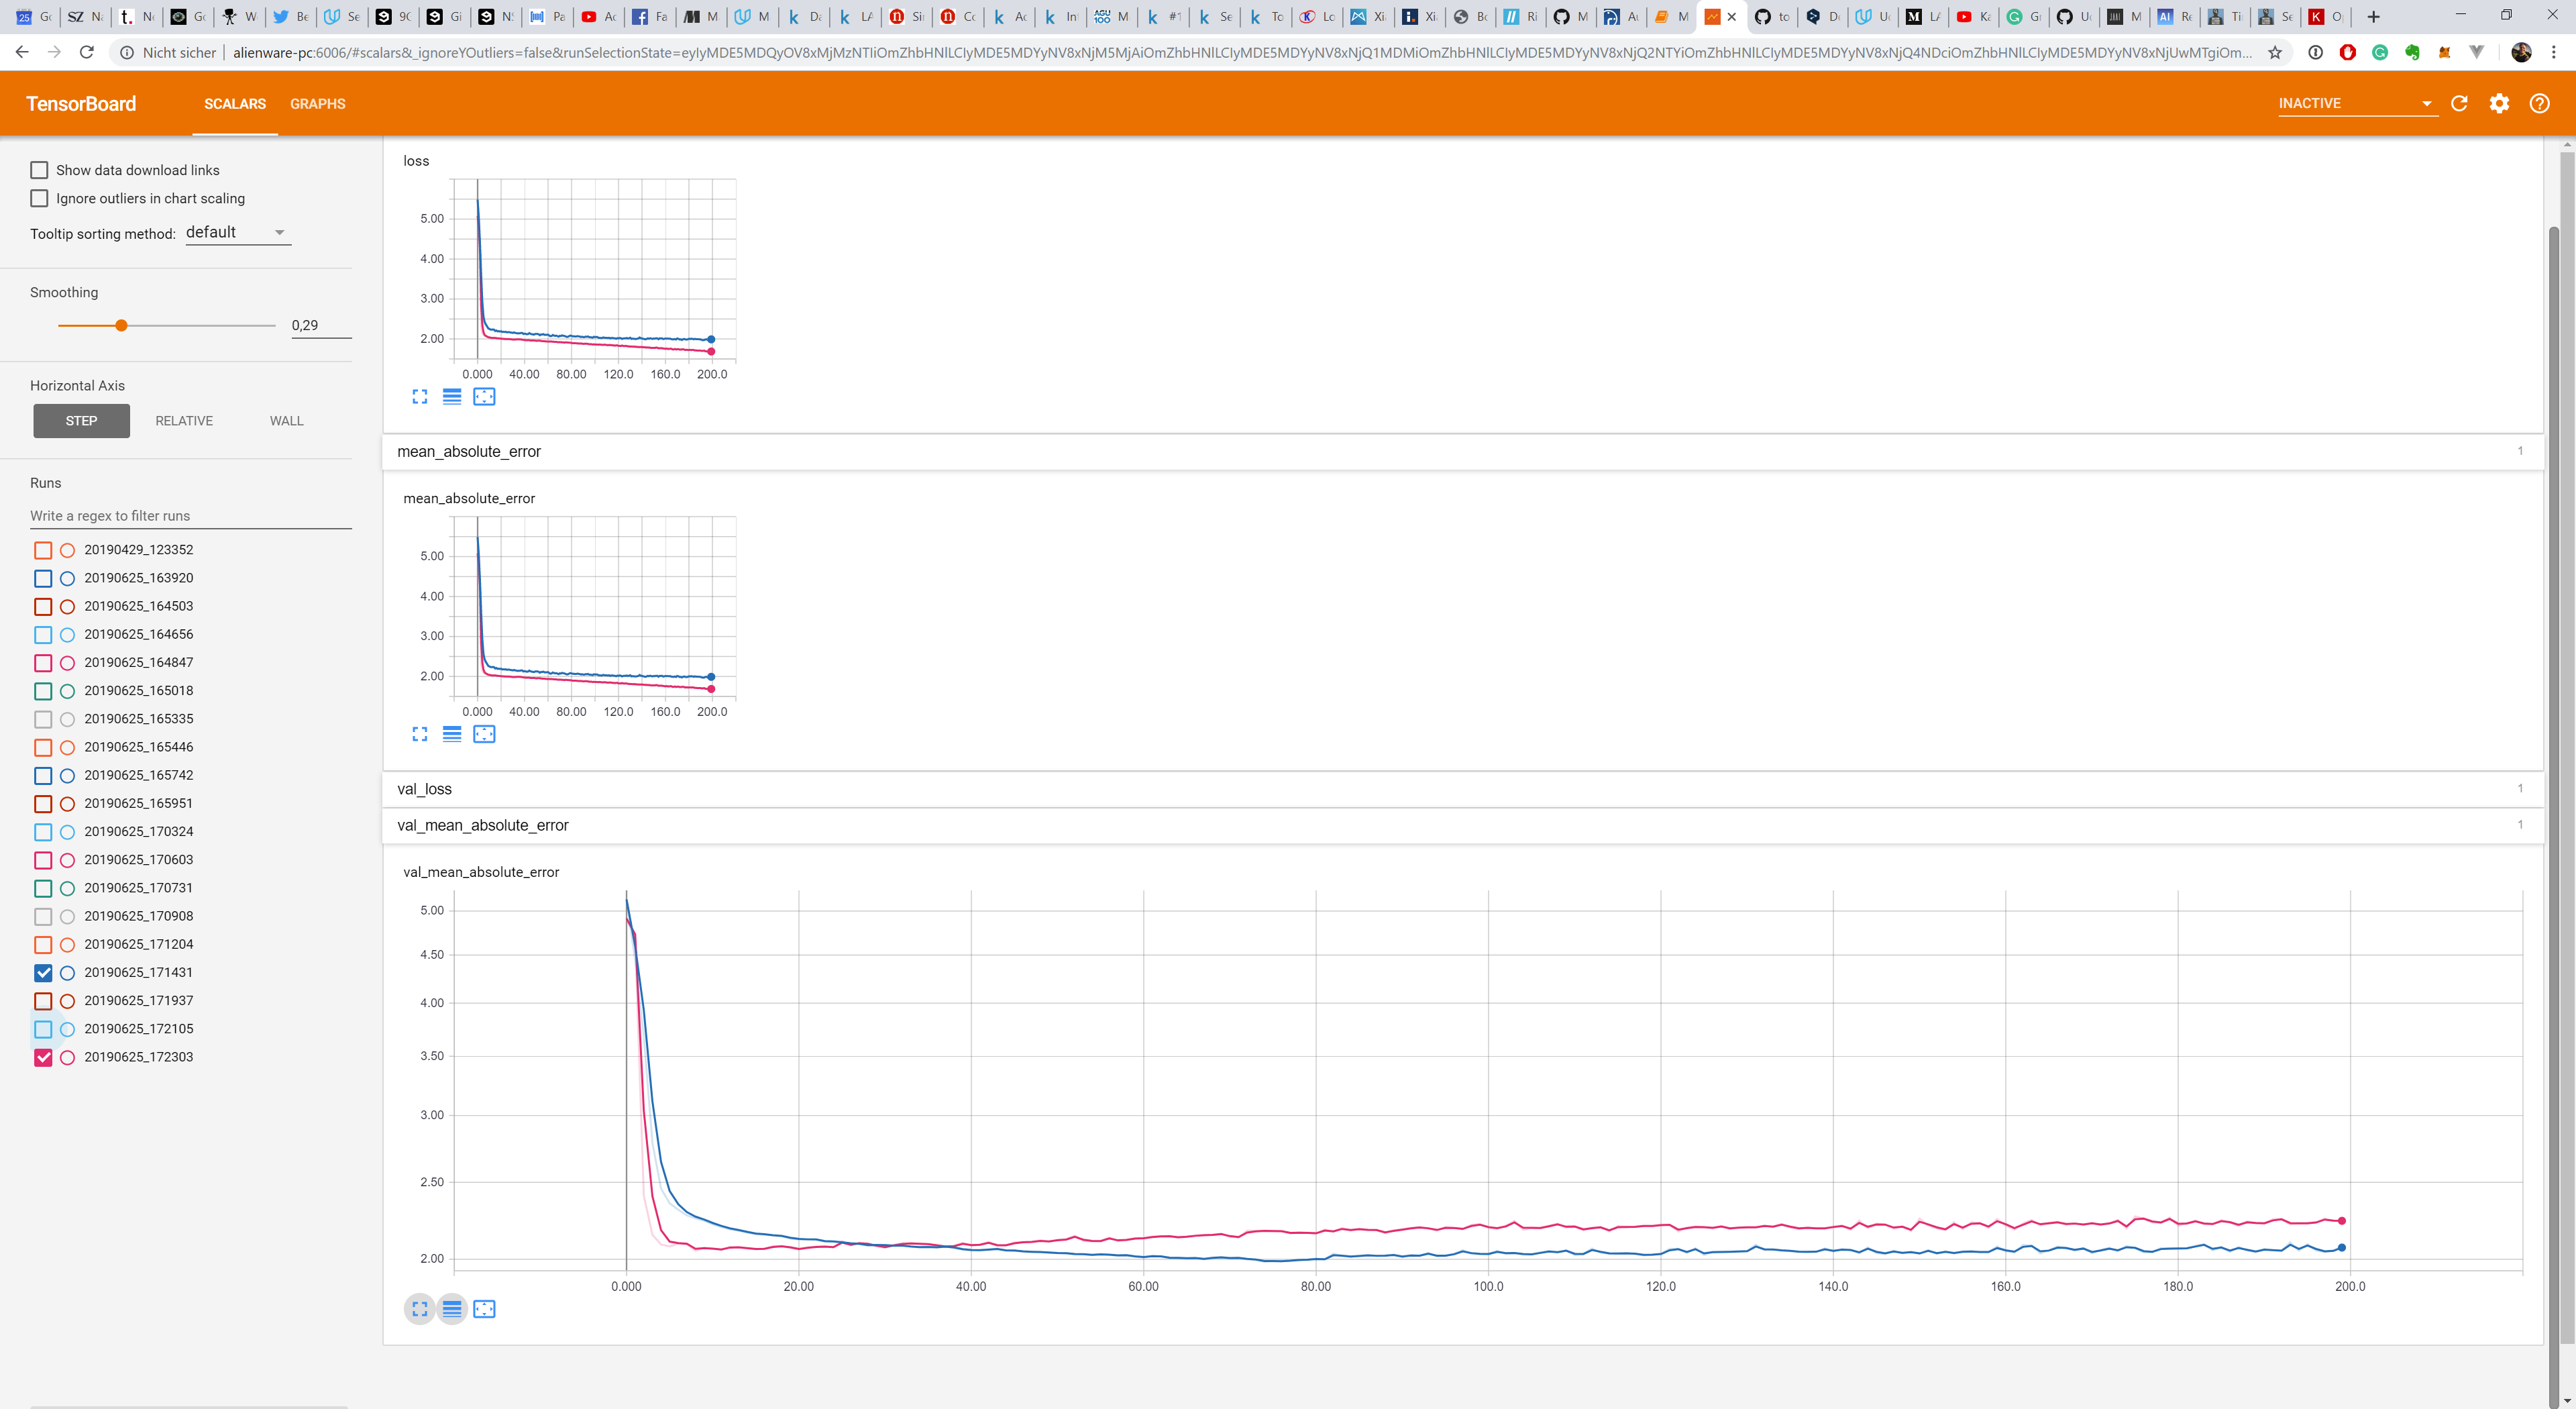 Nicht sicher | alienware-pc:6006/#scalars&_ignoreYOutliers=false&runSelectionState=
TensorBoard SCALARS GRAPHS INACTIVE
Show data download links
Ignore outliers in chart scaling
Tooltip sorting method: default
Smoothing
0,29
Horizontal Axis
STEP RELATIVE WALL
Runs
Write a regex to filter runs
20190429_123352
20190625_163920
20190625_164503
20190625_164656
20190625_164847
20190625_165018
20190625_165335
20190625_165446
20190625_165742
20190625_165951
20190625_170324
20190625_170603
20190625_170731
20190625_170908
20190625_171204
20190625_171431
20190625_171937
20190625_172105
20190625_172303
loss
5.00
4.00
3.00
2.00
0.000 40.00 80.00 120.0 160.0 200.0
mean_absolute_error 1
mean_absolute_error
5.00
4.00
3.00
2.00
0.000 40.00 80.00 120.0 160.0 200.0
val_loss 1
val_mean_absolute_error 1
val_mean_absolute_error
5.00
4.50
4.00
3.50
3.00
2.50
2.00
0.000 20.00 40.00 60.00 80.00 100.0 120.0 140.0 160.0 180.0 200.0